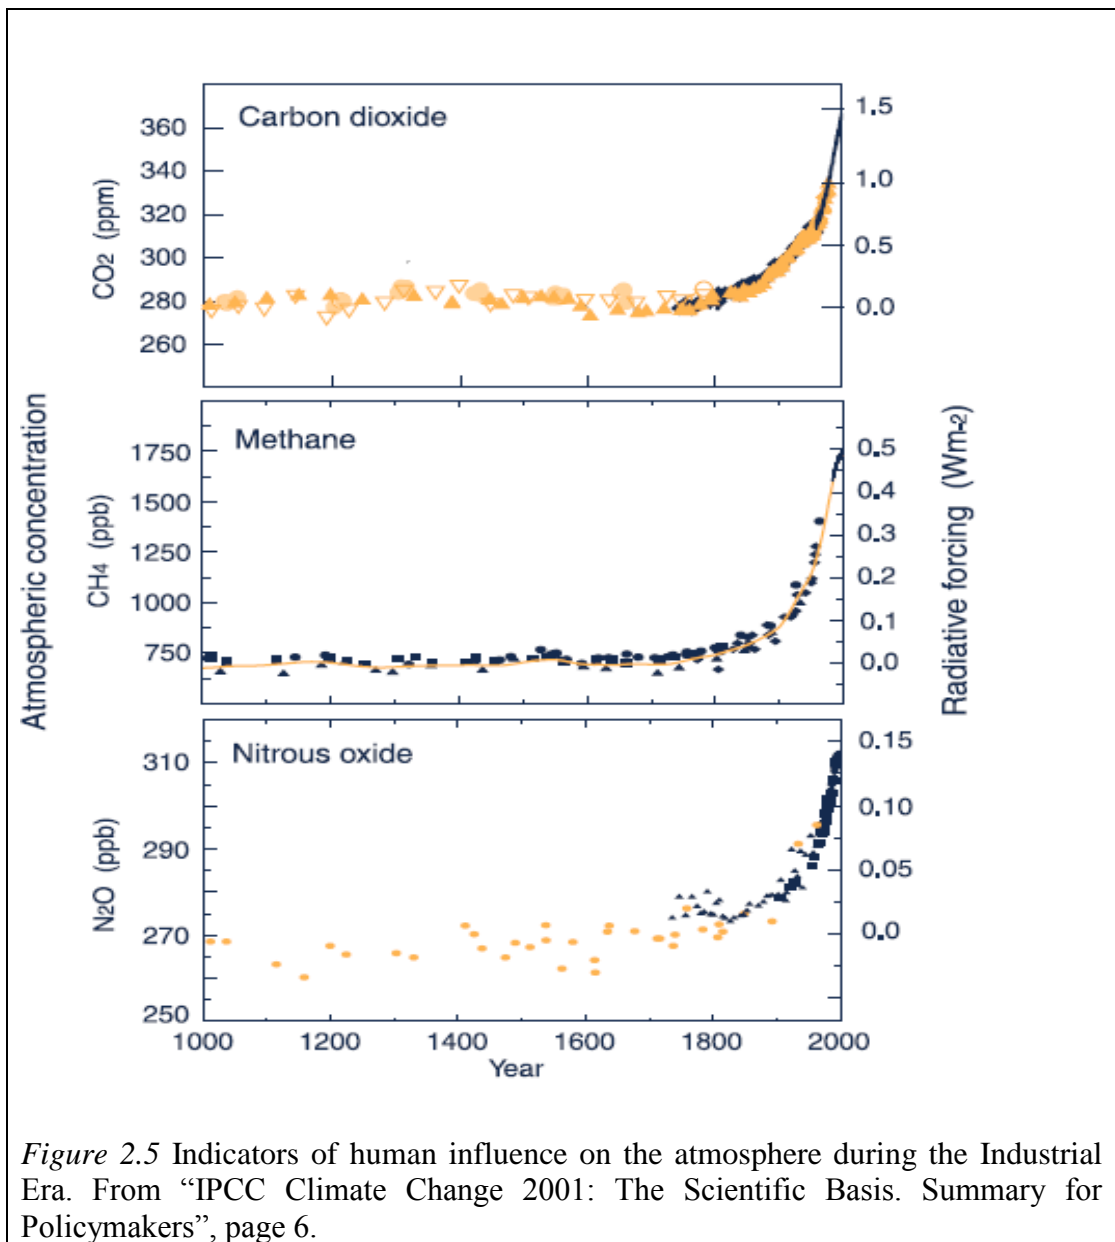 Carbon dioxide
360
340
320
300
280
260
CO2 (ppm)
1.5
1.0
0.5
0.0
Methane
1750
1500
1250
1000
750
CH4 (ppb)
0.5
0.4
0.3
0.2
0.1
0.0
Atmospheric concentration
Radiative forcing (Wm-2)
Nitrous oxide
310
290
270
250
N2O (ppb)
0.15
0.10
0.05
0.0
1000 1200 1400 1600 1800 2000
Year
Figure 2.5 Indicators of human influence on the atmosphere during the Industrial
Era. From “IPCC Climate Change 2001: The Scientific Basis. Summary for
Policymakers”, page 6.